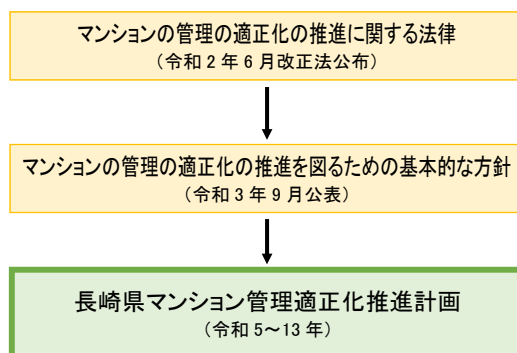 マンションの管理の適正化の推進に関する法律
（令和2年6月改正法公布）
マンションの管理の適正化の推進を図るための基本的な方針
（令和3年9月公表）
長崎県マンション管理適正化推進計画
（令和5～13年）